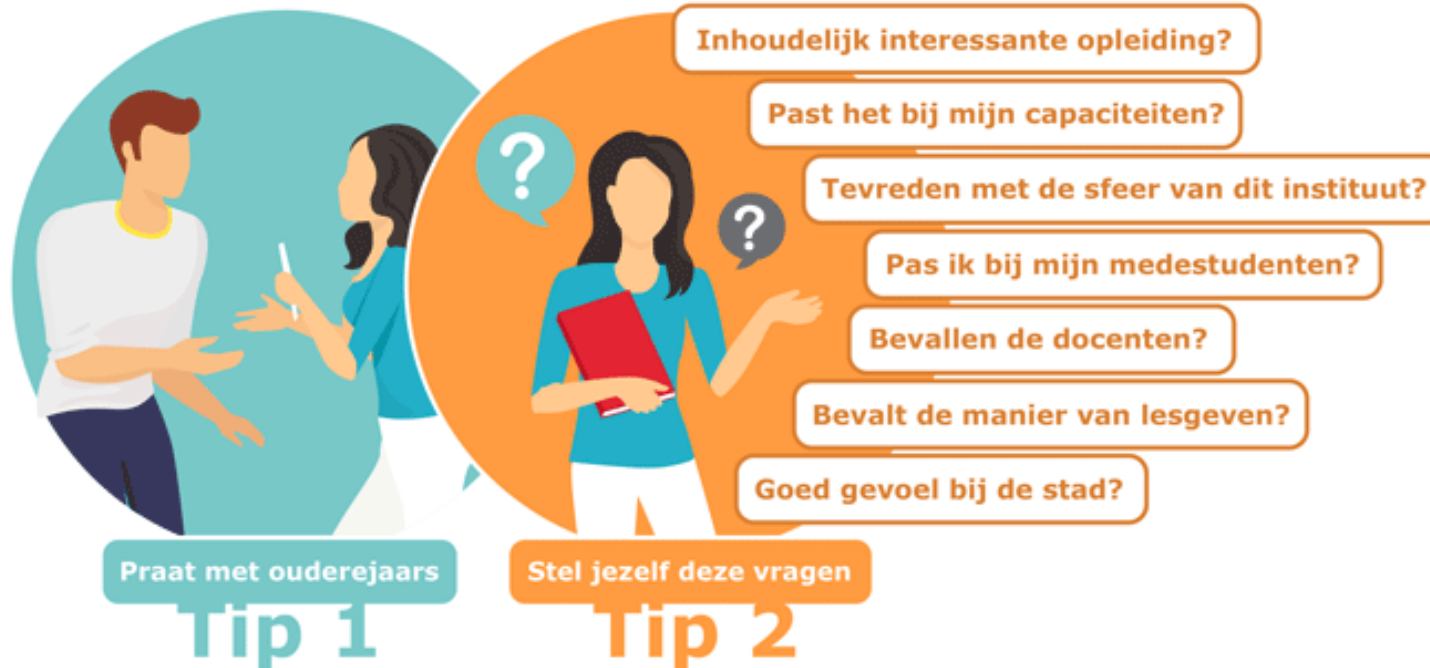 Inhoudelijk interessante opleiding?
Past het bij mijn capaciteiten?
Tevreden met de sfeer van dit instituut?
Pas ik bij mijn medestudenten?
Bevallen de docenten?
Bevalt de manier van lesgeven?
Goed gevoel bij de stad?
Praat met ouderejaars
Tip 1
Stel jezelf deze vragen
Tip 2